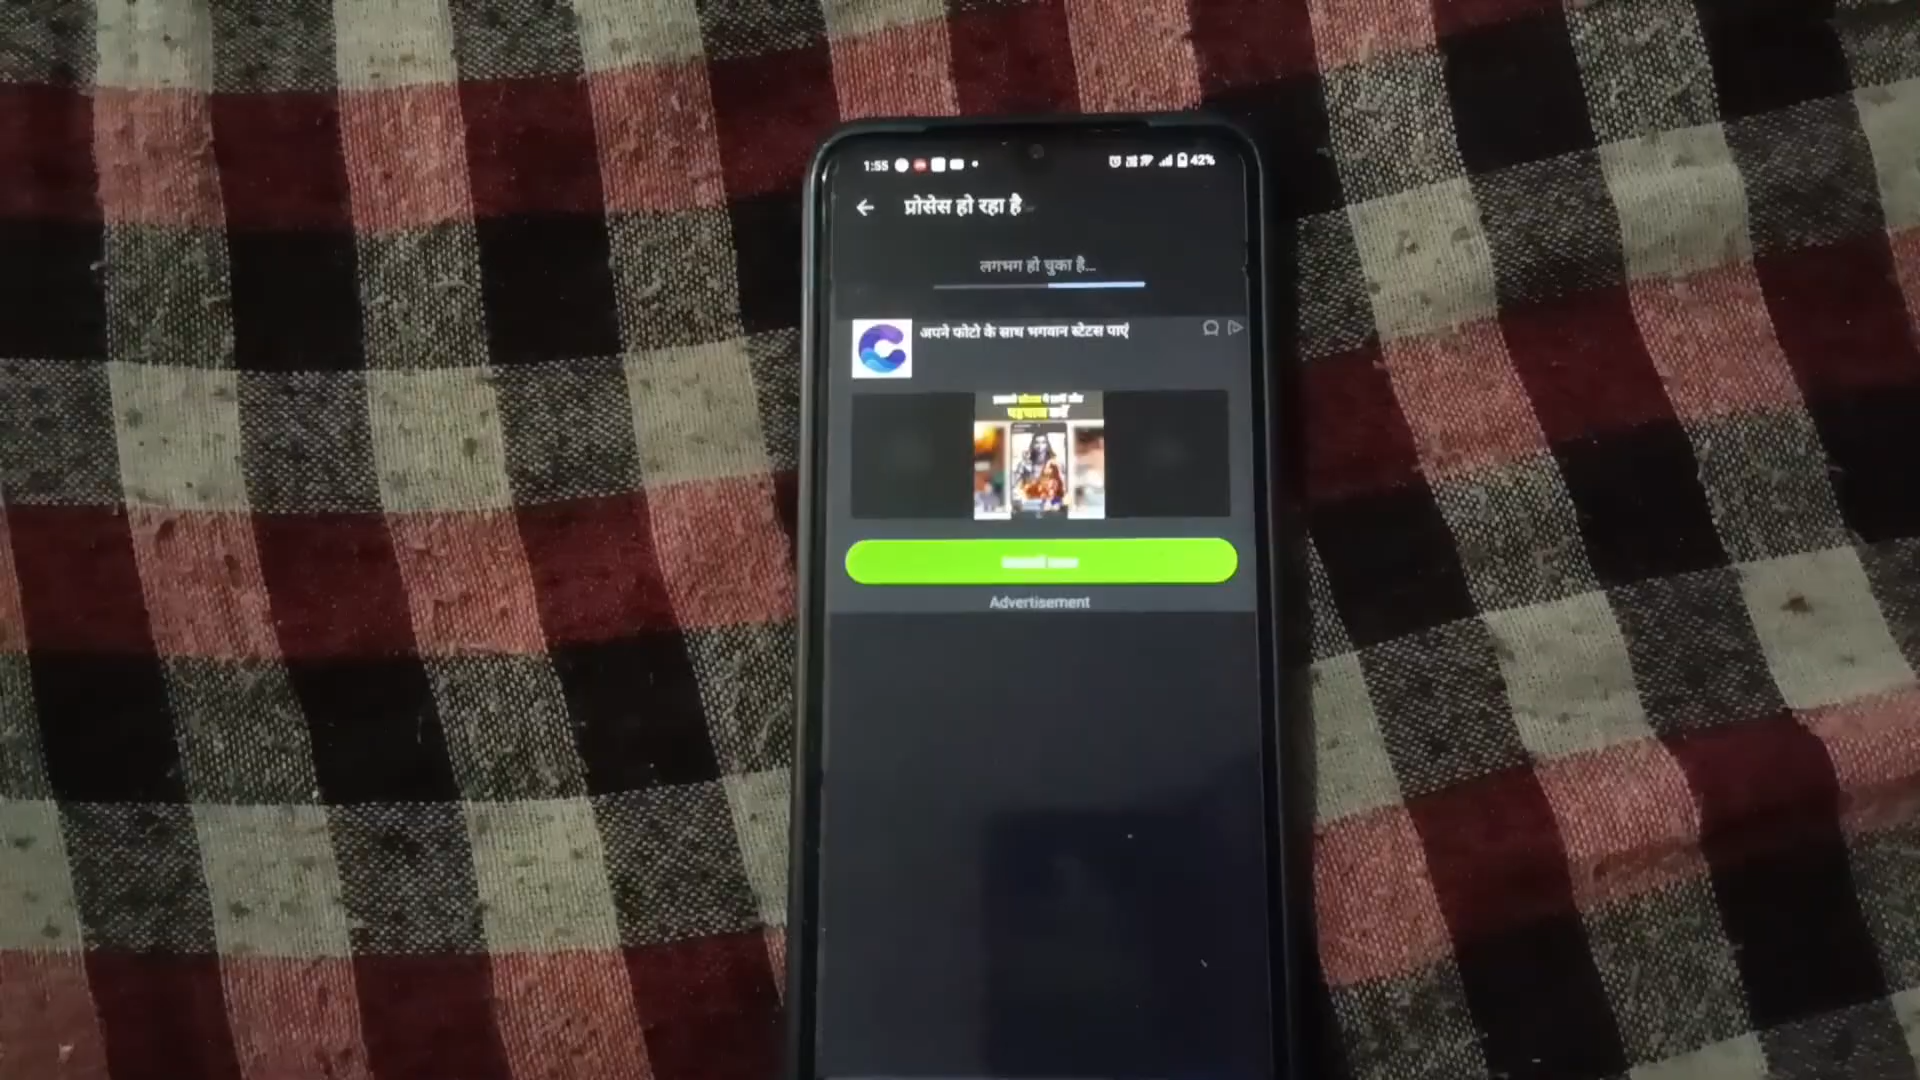 1:55
42%
प्रोसेस हो रहा है
लगभग हो चुका है...
अपने फोटो के साथ भगवान स्टेटस पाएं
Advertisement